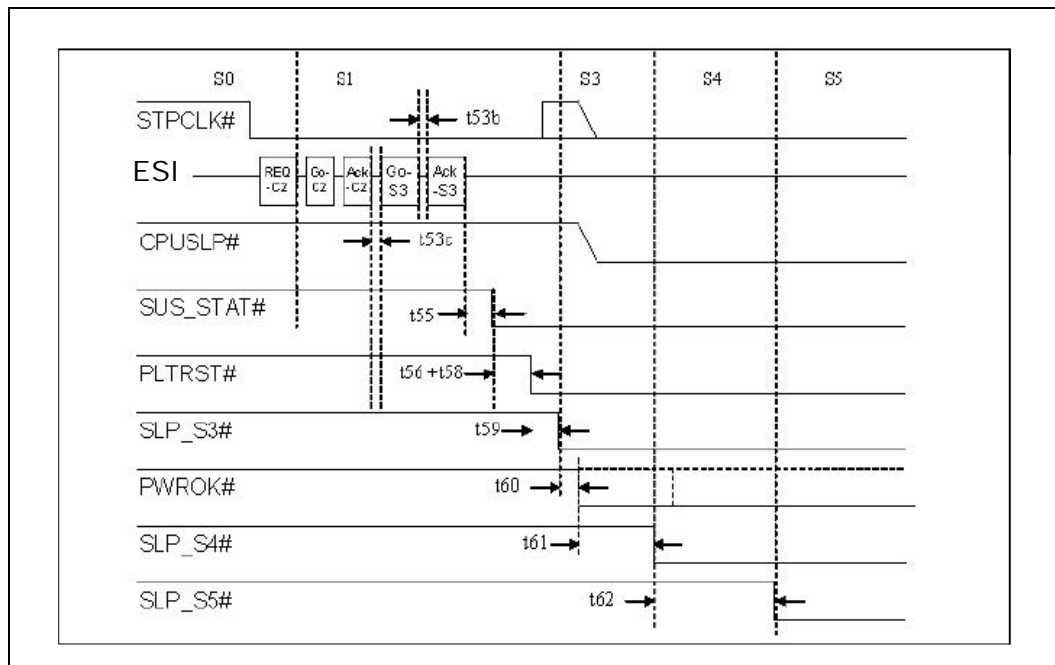 S0 S1 S3 S4 S5
STPCLK#
t53b
ESI
REQ
-C2
Go-
C2
Ack
-C2
Go-
S3
Ack
-S3
CPUSLP#
t53c
SUS_STAT#
t55
PLTRST#
t56+t58
SLP_S3#
t59
PWROK#
t60
SLP_S4#
t61
SLP_S5#
t62